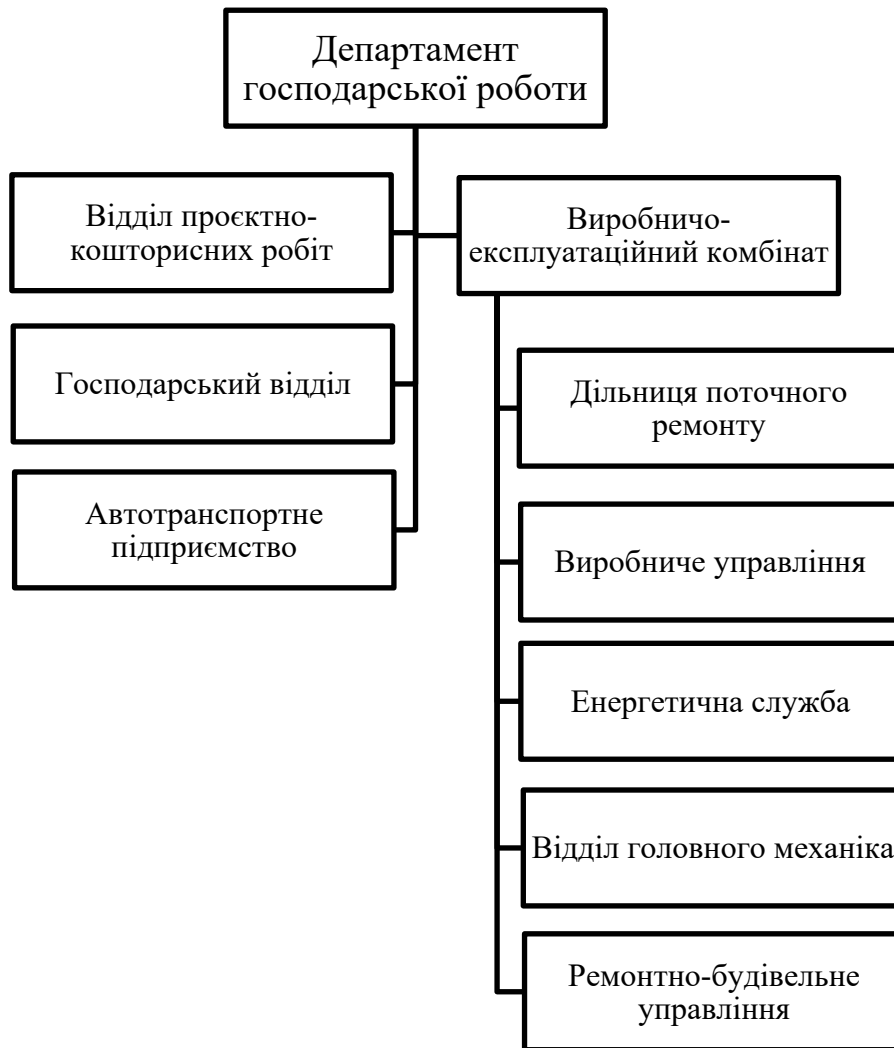 Департамент
господарської роботи
Відділ проєктно-
кошторисних робіт
Виробничо-
експлуатаційний комбінат
Господарський відділ
Автотранспортне
підприємство
Дільниця поточного
ремонту
Виробниче управління
Енергетична служба
Відділ головного механіка
Ремонтно-будівельне
управління